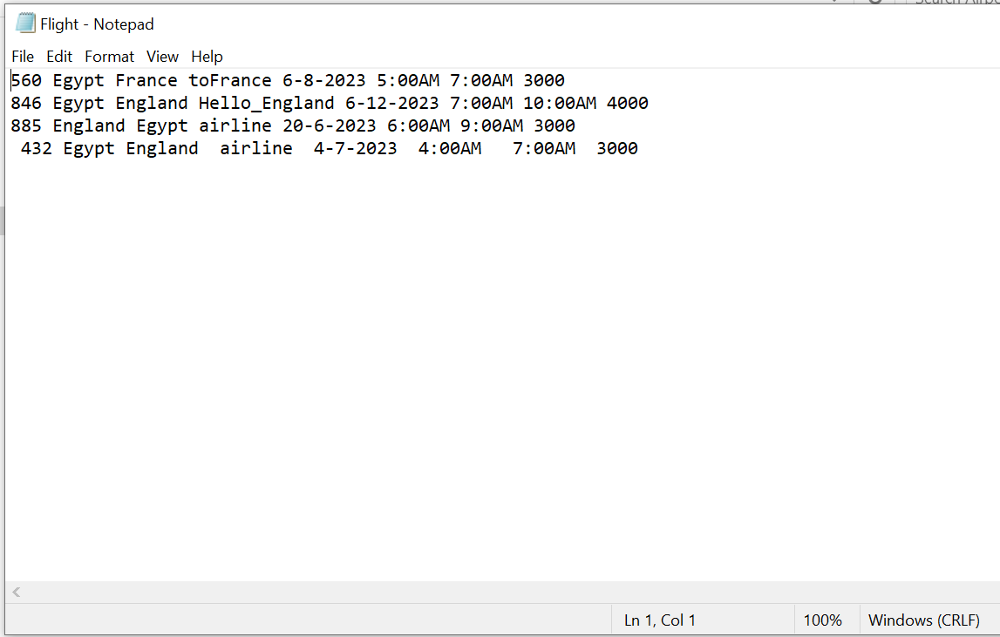 Flight - Notepad
File Edit Format View Help
560 Egypt France toFrance 6-8-2023 5:00AM 7:00AM 3000
846 Egypt England Hello_England 6-12-2023 7:00AM 10:00AM 4000
885 England Egypt airline 20-6-2023 6:00AM 9:00AM 3000
 432 Egypt England  airline  4-7-2023  4:00AM   7:00AM  3000
Ln 1, Col 1 100% Windows (CRLF)